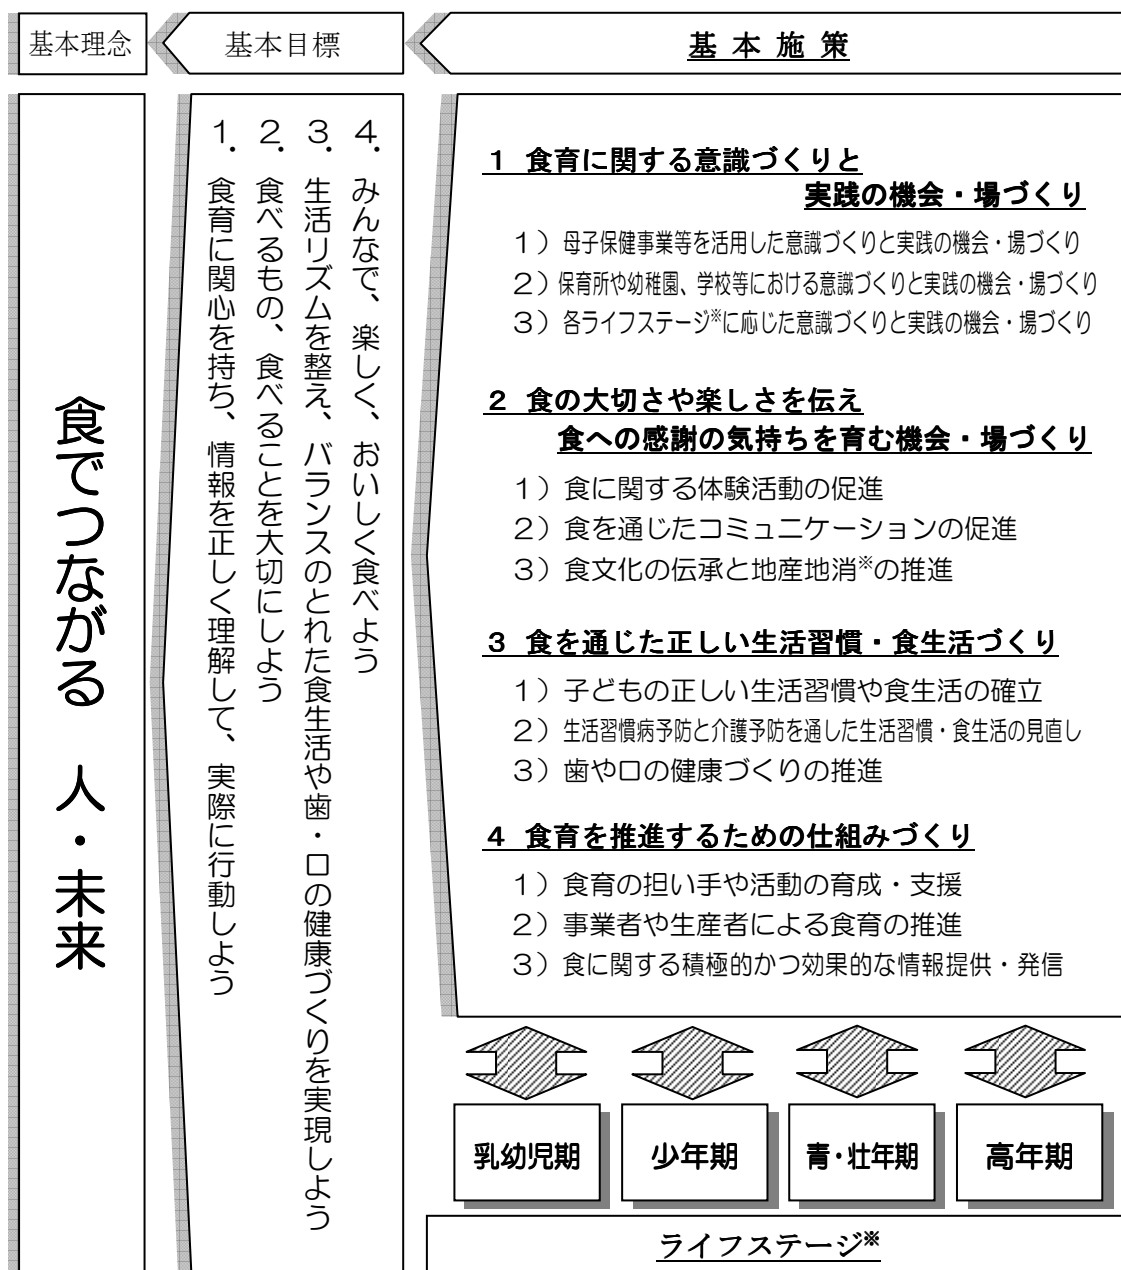 基本理念
基本目標
基本施策
食でつながる　人・未来
１．食育に関心を持ち、情報を正しく理解して、実際に行動しよう
２．食べるもの、食べることを大切にしよう
３．生活リズムを整え、バランスのとれた食生活や歯・口の健康づくりを実現しよう
４．みんなで、楽しく、おいしく食べよう
１ 食育に関する意識づくりと
実践の機会・場づくり
１）母子保健事業等を活用した意識づくりと実践の機会・場づくり
２）保育所や幼稚園、学校等における意識づくりと実践の機会・場づくり
３）各ライフステージ※に応じた意識づくりと実践の機会・場づくり
２ 食の大切さや楽しさを伝え
食への感謝の気持ちを育む機会・場づくり
１）食に関する体験活動の促進
２）食を通じたコミュニケーションの促進
３）食文化の伝承と地産地消※の推進
３ 食を通じた正しい生活習慣・食生活づくり
１）子どもの正しい生活習慣や食生活の確立
２）生活習慣病予防と介護予防を通した生活習慣・食生活の見直し
３）歯や口の健康づくりの推進
４ 食育を推進するための仕組みづくり
１）食育の担い手や活動の育成・支援
２）事業者や生産者による食育の推進
３）食に関する積極的かつ効果的な情報提供・発信
乳幼児期
少年期
青・壮年期
高年期
ライフステージ※